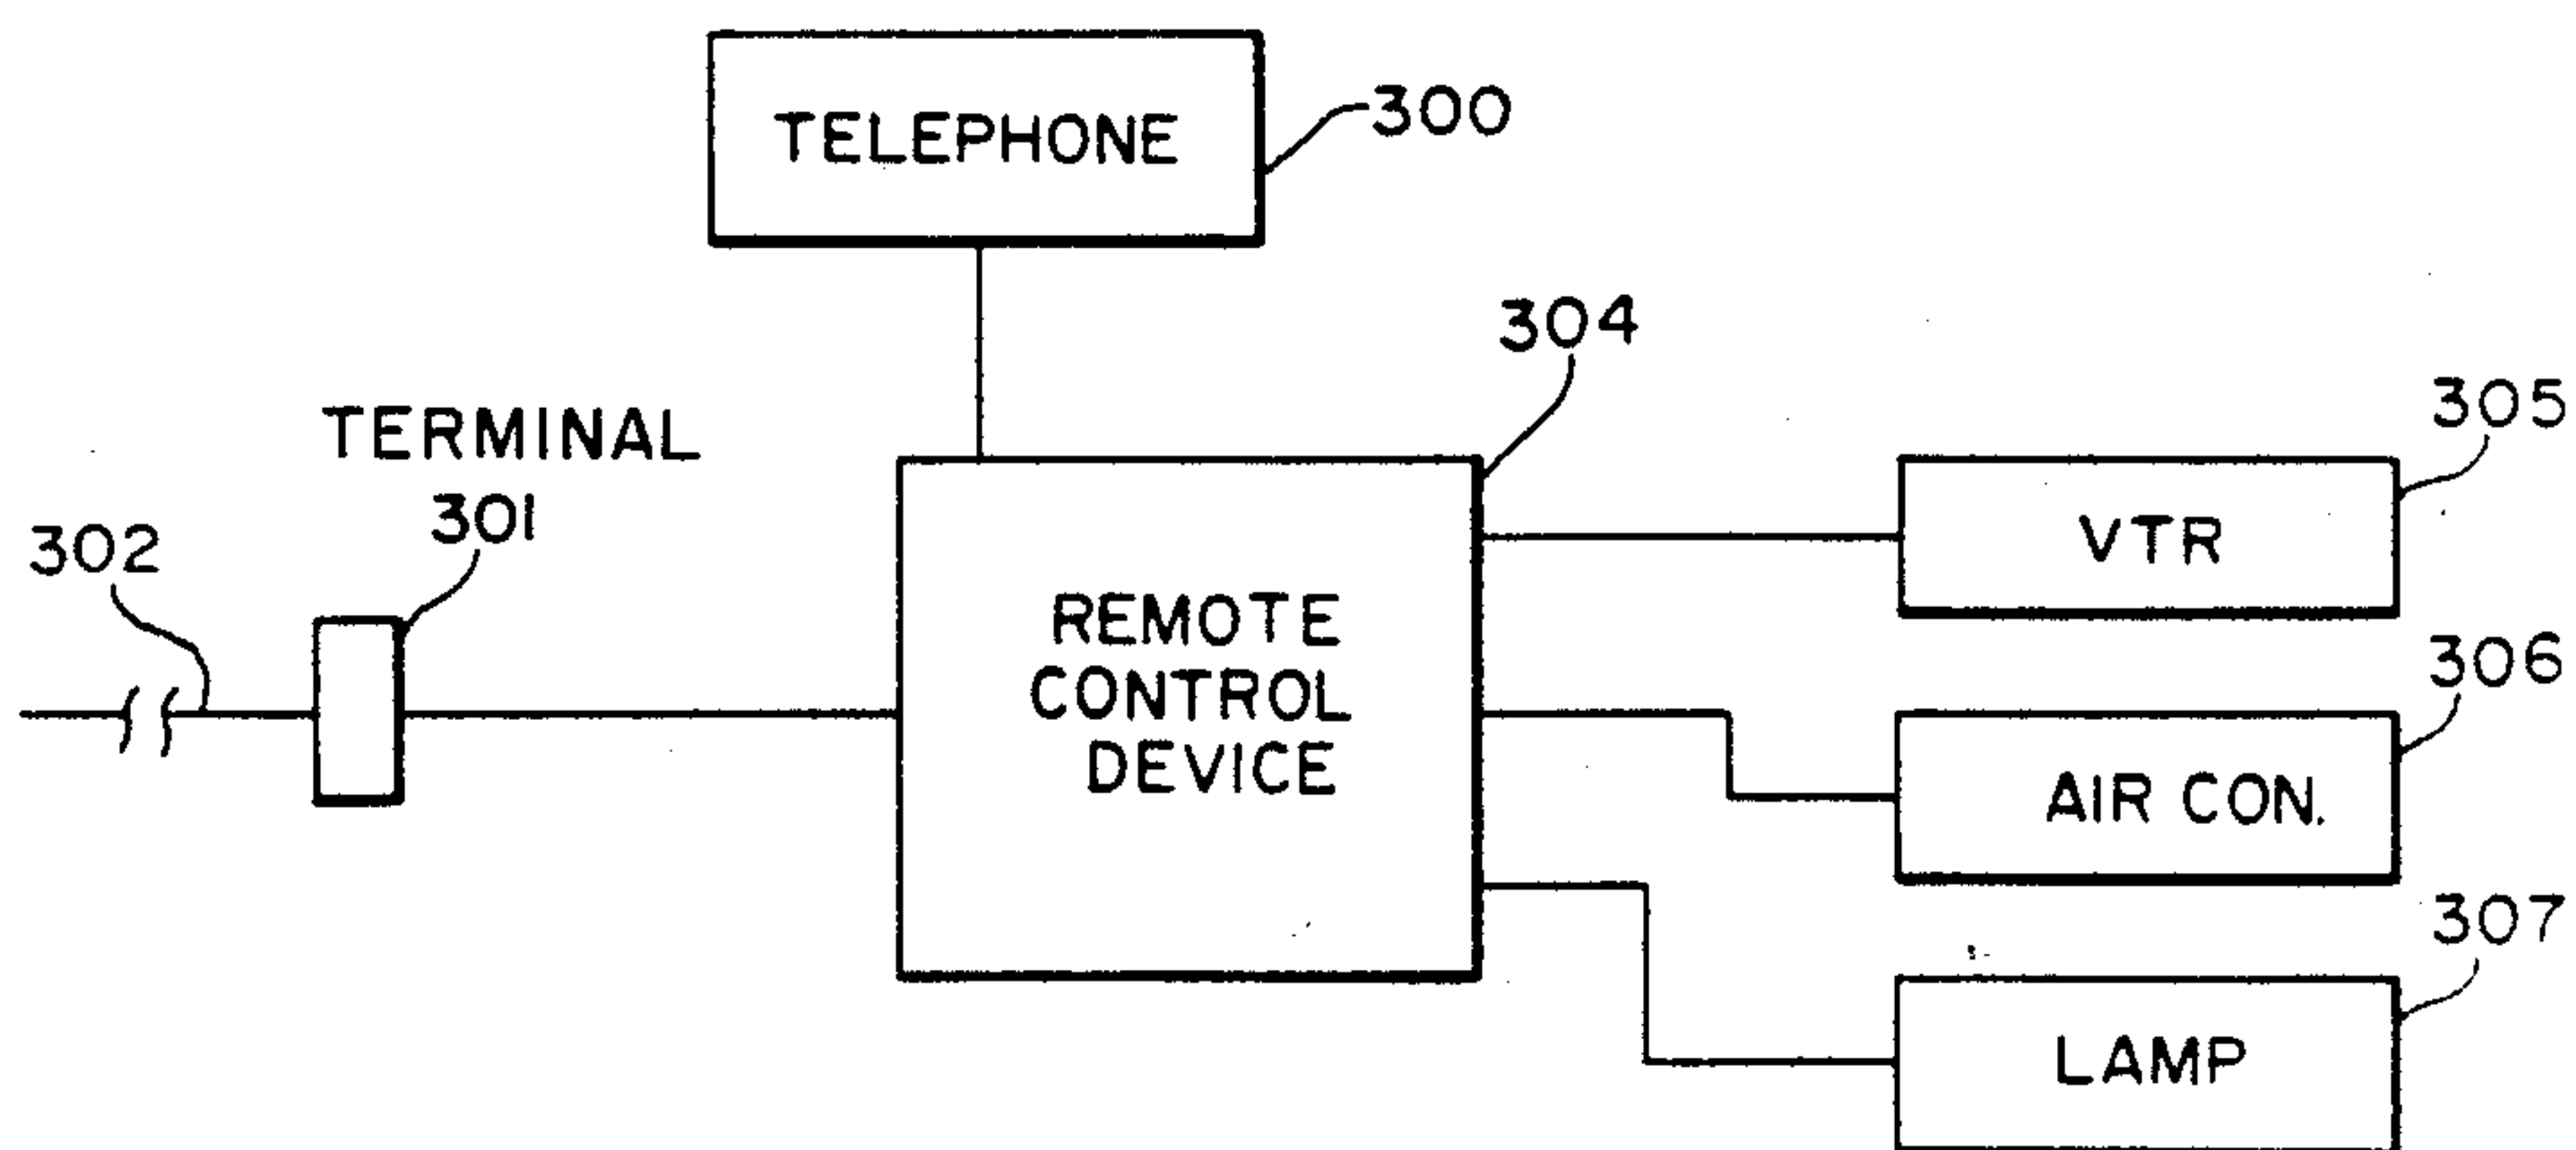 TELEPHONE
300
304
TERMINAL
301
302
REMOTE
CONTROL
DEVICE
305
VTR
306
AIR CON.
307
LAMP